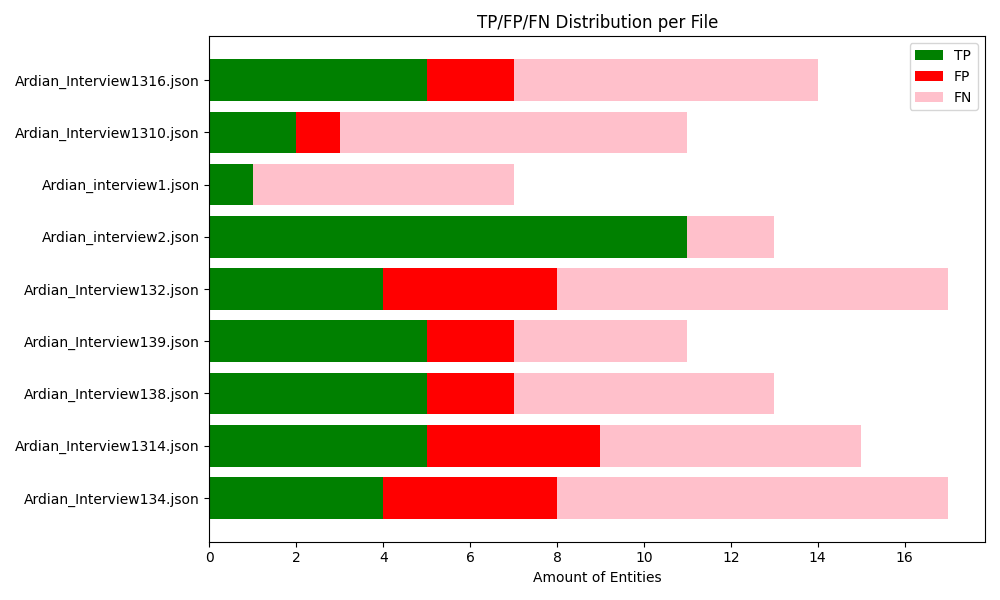 TP/FP/FN Distribution per File
TP
FP
FN
Ardian_Interview1316.json
Ardian_Interview1310.json
Ardian_interview1.json
Ardian_interview2.json
Ardian_Interview132.json
Ardian_Interview139.json
Ardian_Interview138.json
Ardian_Interview1314.json
Ardian_Interview134.json
0 2 4 6 8 10 12 14 16
Amount of Entities